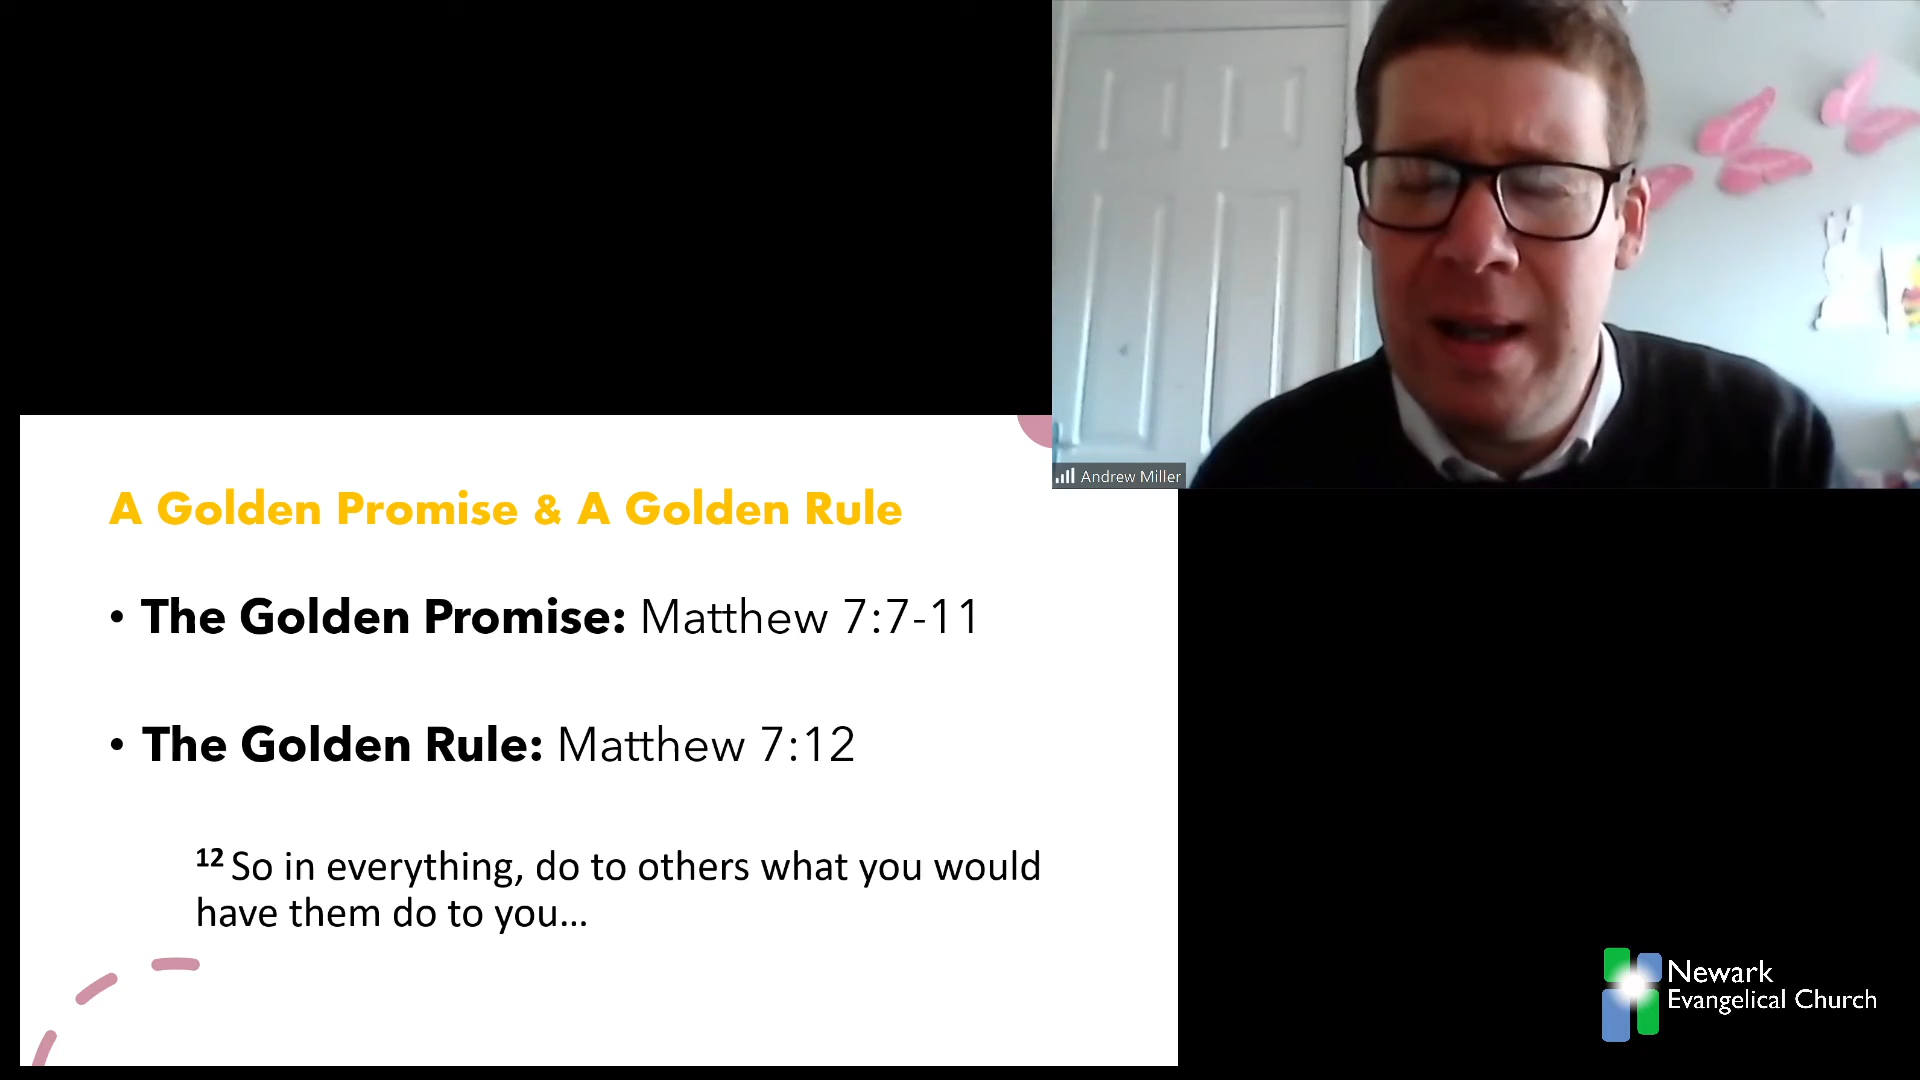 Andrew Miller
A Golden Promise & A Golden Rule
• The Golden Promise: Matthew 7:7-11
• The Golden Rule: Matthew 7:12
12 So in everything, do to others what you would
have them do to you...
Newark
Evangelical Church